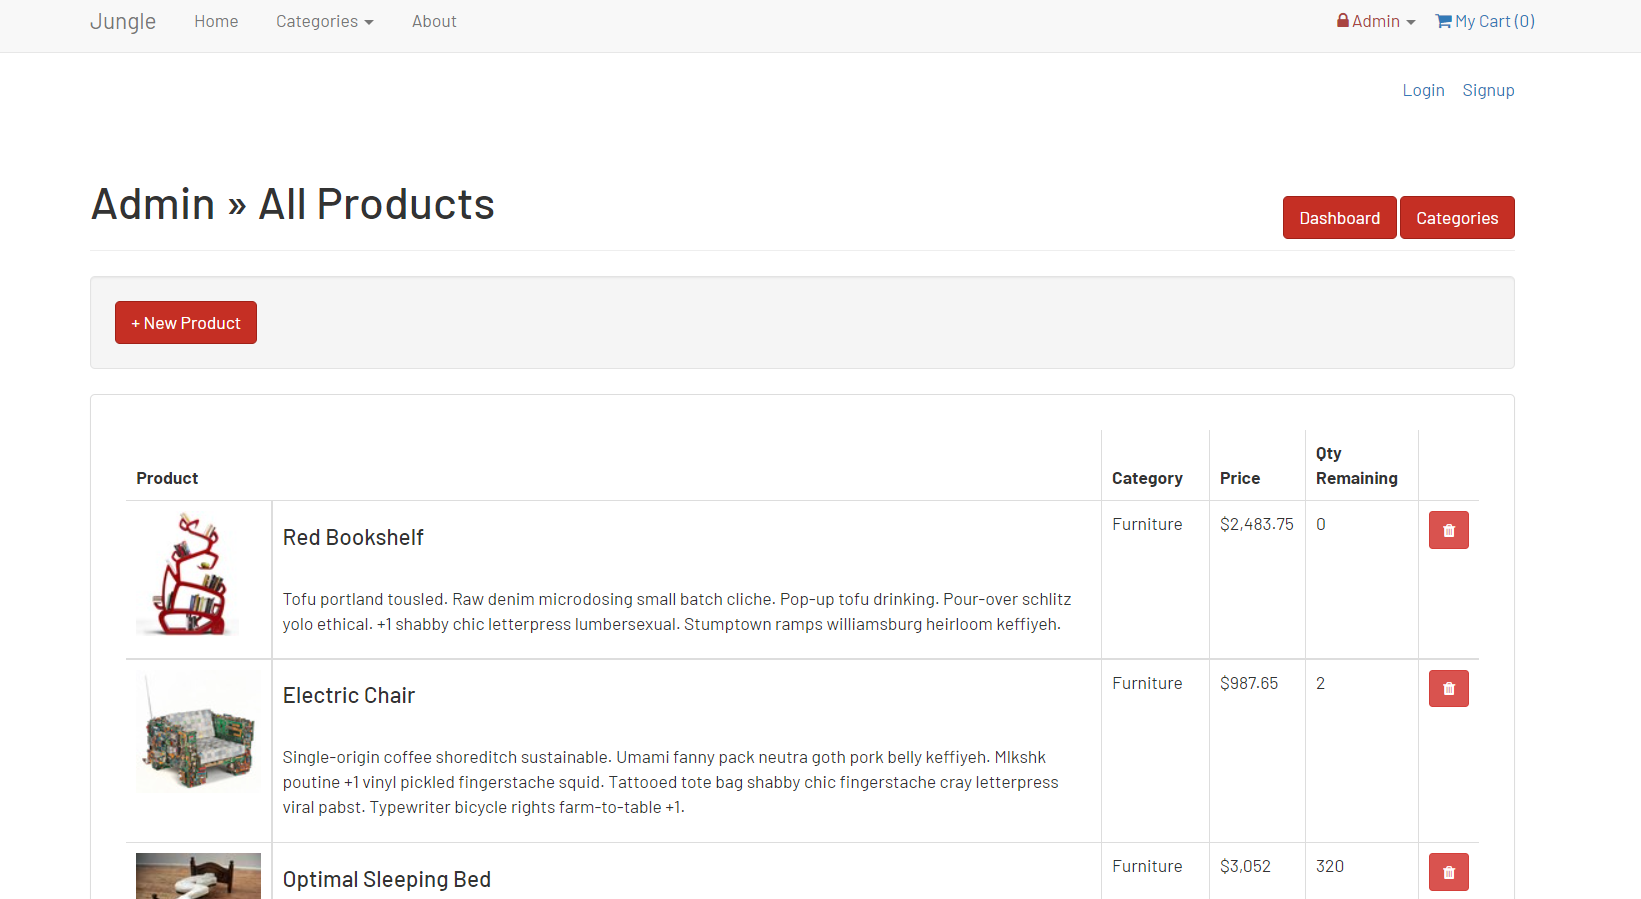 Jungle Home Categories About Admin My Cart (0)
Login Signup
Admin » All Products
Dashboard Categories
+ New Product
Product Category Price Qty Remaining
Red Bookshelf
Furniture $2,483.75 0
Tofu portland tousled. Raw denim microdosing small batch cliche. Pop-up tofu drinking. Pour-over schlitz
yolo ethical. +1 shabby chic letterpress lumbersexual. Stumptown ramps williamsburg heirloom keffiyeh.
Electric Chair
Furniture $987.65 2
Single-origin coffee shoreditch sustainable. Umami fanny pack neutra goth pork belly keffiyeh. Mlkshk
poutine +1 vinyl pickled fingerstache squid. Tattooed tote bag shabby chic fingerstache cray letterpress
viral pabst. Typewriter bicycle rights farm-to-table +1.
Optimal Sleeping Bed
Furniture $3,052 320